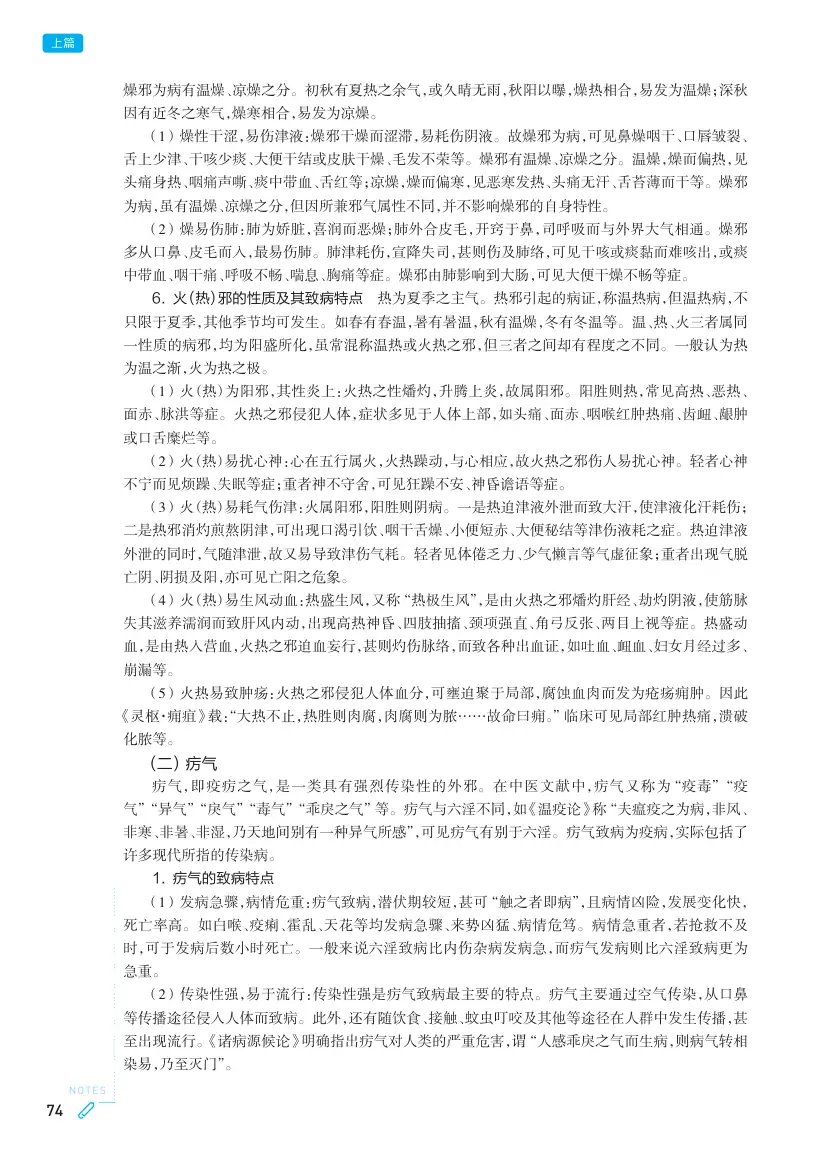 上篇
燥邪为病有温燥、凉燥之分。初秋有夏热之余气,或久晴无雨,秋阳以曝,燥热相合,易发为温燥;深秋
因有近冬之寒气,燥寒相合,易发为凉燥。
(1)燥性干涩,易伤津液:燥邪干燥而涩滞,易耗伤阴液。故燥邪为病,可见鼻燥咽干、口唇皱裂、
舌上少津、干咳少痰、大便干结或皮肤干燥、毛发不荣等。燥邪有温燥、凉燥之分。温燥,燥而偏热,见
头痛身热、咽痛声嘶、痰中带血、舌红等;凉燥,燥而偏寒,见恶寒发热、头痛无汗、舌苔薄而干等。燥邪
为病,虽有温燥、凉燥之分,但因所兼邪气属性不同,并不影响燥邪的自身特性。
(2)燥易伤肺:肺为娇脏,喜润而恶燥;肺外合皮毛,开窍于鼻,司呼吸而与外界大气相通。燥邪
多从口鼻、皮毛而入,最易伤肺。肺津耗伤,宣降失司,甚则伤及肺络,可见干咳或痰黏而难咳出,或痰
中带血、咽干痛、呼吸不畅、喘息、胸痛等症。燥邪由肺影响到大肠,可见大便干燥不畅等症。
6. 火(热)邪的性质及其致病特点 热为夏季之主气。热邪引起的病证,称温热病,但温热病,不
只限于夏季,其他季节均可发生。如春有春温,暑有暑温,秋有温燥,冬有冬温等。温、热、火三者属同
一性质的病邪,均为阳盛所化,虽常混称温热或火热之邪,但三者之间却有程度之不同。一般认为热
为温之渐,火为热之极。
(1)火(热)为阳邪,其性炎上:火热之性燔灼,升腾上炎,故属阳邪。阳胜则热,常见高热、恶热、
面赤、脉洪等症。火热之邪侵犯人体,症状多见于人体上部,如头痛、面赤、咽喉红肿热痛、齿衄、龈肿
或口舌糜烂等。
(2)火(热)易扰心神:心在五行属火,火热躁动,与心相应,故火热之邪伤人易扰心神。轻者心神
不宁而见烦躁、失眠等症;重者神不守舍,可见狂躁不安、神昏谵语等症。
(3)火(热)易耗气伤津:火属阳邪,阳胜则阴病。一是热迫津液外泄而致大汗,使津液化汗耗伤;
二是热邪消灼煎熬阴津,可出现口渴引饮、咽干舌燥、小便短赤、大便秘结等津伤液耗之症。热迫津液
外泄的同时,气随津泄,故又易导致津伤气耗。轻者见体倦乏力、少气懒言等气虚征象;重者出现气脱
亡阴、阴损及阳,亦可见亡阳之危象。
(4)火(热)易生风动血:热盛生风,又称“热极生风”,是由火热之邪燔灼肝经、劫灼阴液,使筋脉
失其滋养濡润而致肝风内动,出现高热神昏、四肢抽搐、颈项强直、角弓反张、两目上视等症。热盛动
血,是由热入营血,火热之邪迫血妄行,甚则灼伤脉络,而致各种出血证,如吐血、衄血、妇女月经过多、
崩漏等。
(5)火热易致肿疡:火热之邪侵犯人体血分,可壅迫聚于局部,腐蚀血肉而发为疮疡痈肿。因此
《灵枢·痈疽》载:“大热不止,热胜则肉腐,肉腐则为脓……故命曰痈。”临床可见局部红肿热痛,溃破
化脓等。
(二)疠气
疠气,即疫疠之气,是一类具有强烈传染性的外邪。在中医文献中,疠气又称为“疫毒”“疫
气”“异气”“戾气”“毒气”“乖戾之气”等。疠气与六淫不同,如《温疫论》称“夫瘟疫之为病,非风、
非寒、非暑、非湿,乃天地间别有一种异气所感”,可见疠气有别于六淫。疠气致病为疫病,实际包括了
许多现代所指的传染病。
1. 疠气的致病特点
(1)发病急骤,病情危重:疠气致病,潜伏期较短,甚可“触之者即病”,且病情凶险,发展变化快,
死亡率高。如白喉、疫痢、霍乱、天花等均发病急骤、来势凶猛、病情危笃。病情急重者,若抢救不及
时,可于发病后数小时死亡。一般来说六淫致病比内伤杂病发病急,而疠气发病则比六淫致病更为
急重。
(2)传染性强,易于流行:传染性强是疠气致病最主要的特点。疠气主要通过空气传染,从口鼻
等传播途径侵入人体而致病。此外,还有随饮食、接触、蚊虫叮咬及其他等途径在人群中发生传播,甚
至出现流行。《诸病源候论》明确指出疠气对人类的严重危害,谓“人感乖戾之气而生病,则病气转相
染易,乃至灭门”。
NOTES
74